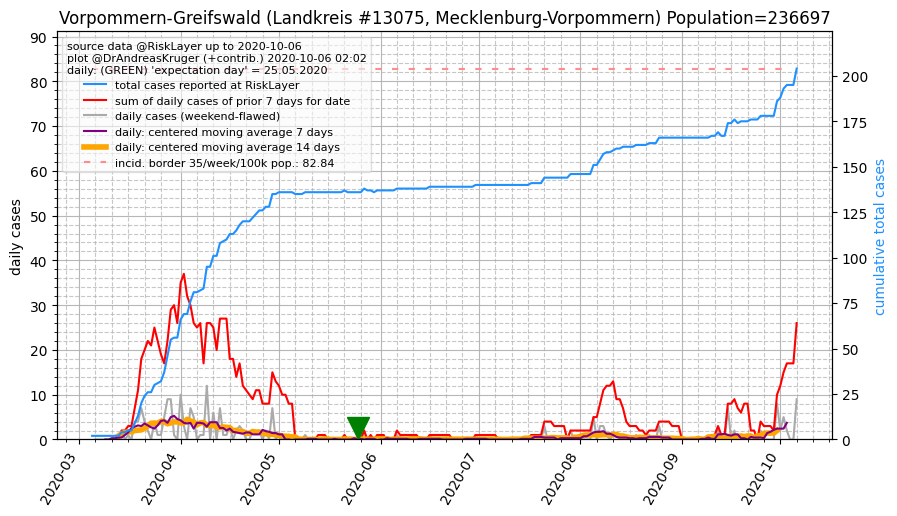 Vorpommern-Greifswald (Landkreis #13075, Mecklenburg-Vorpommern) Population=236697
source data @RiskLayer up to 2020-10-06
plot @DrAndreasKruger (+contrib.) 2020-10-06 02:02
daily: (GREEN) 'expectation day' = 25.05.2020
total cases reported at RiskLayer
sum of daily cases of prior 7 days for date
daily cases (weekend-flawed)
daily: centered moving average 7 days
daily: centered moving average 14 days
incid. border 35/week/100k pop.: 82.84
daily cases
90
80
70
60
50
40
30
20
10
0
cumulative total cases
200
175
150
125
100
75
50
25
0
2020-03
2020-04
2020-05
2020-06
2020-07
2020-08
2020-09
2020-10